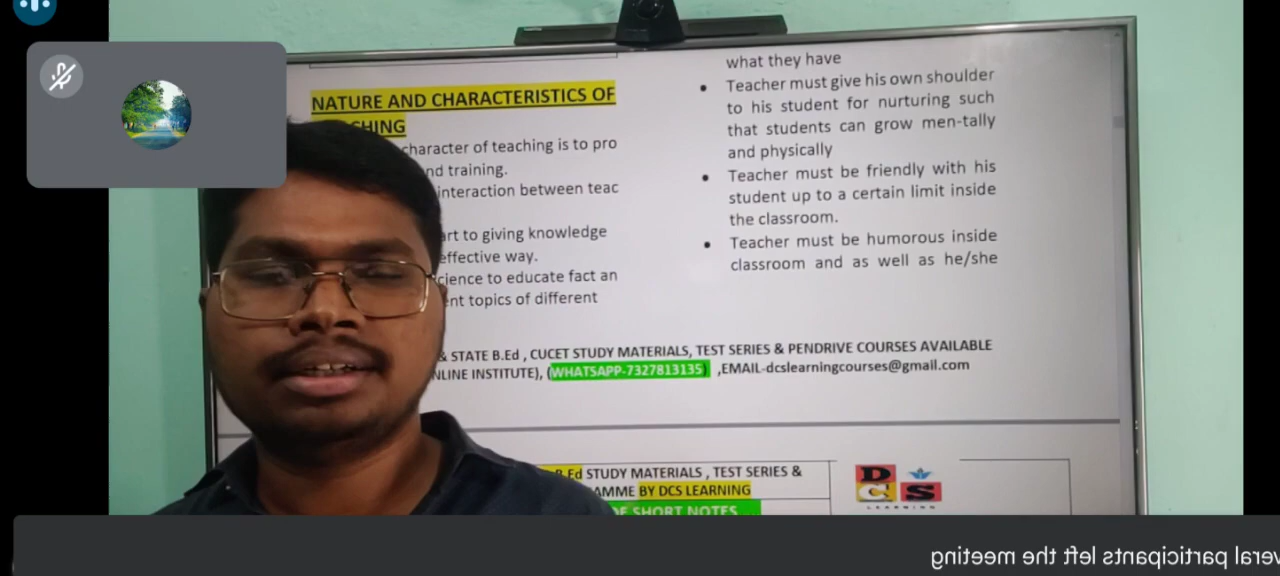 NATURE AND CHARACTERISTICS OF
CHING
character of teaching is to pro
nd training.
interaction between teac
art to giving knowledge
effective way.
cience to educate fact an
nt topics of different
what they have
• Teacher must give his own shoulder
to his student for nurturing such
that students can grow men-tally
and physically
• Teacher must be friendly with his
student up to a certain limit inside
the classroom.
• Teacher must be humorous inside
classroom and as well as he/she
& STATE B.Ed , CUCET STUDY MATERIALS, TEST SERIES & PENDRIVE COURSES AVAILABLE
NLINE INSTITUTE), (WHATSAPP-7327813135) ,EMAIL-dcslearningcourses@gmail.com
B.Ed STUDY MATERIALS , TEST SERIES &
AMME BY DCS LEARNING
OF SHORT NOTES
D
C S
LEARNING
veral participants left the meeting